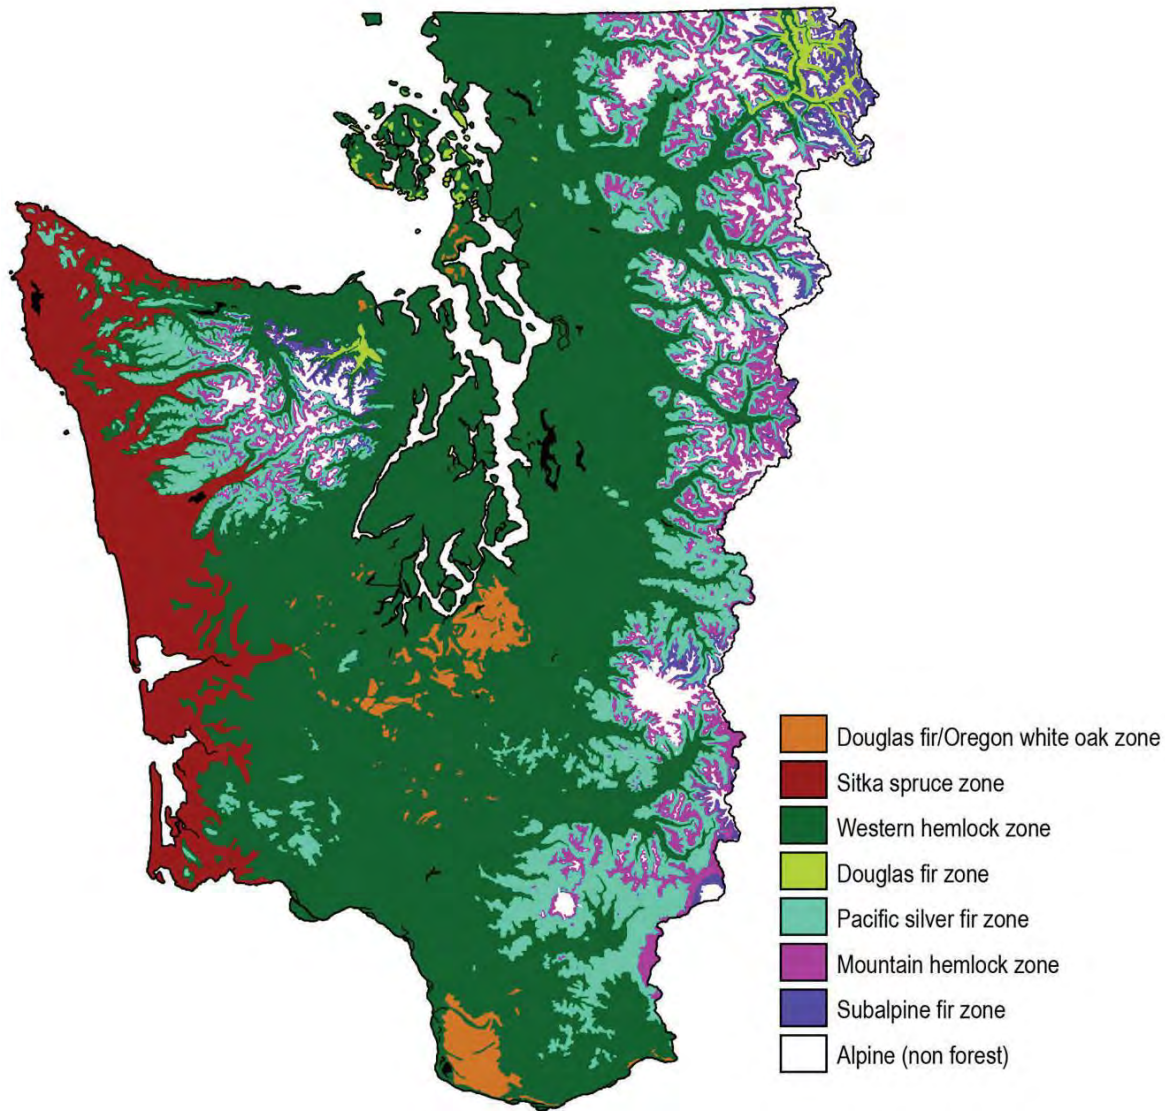 Douglas fir/Oregon white oak zone
Sitka spruce zone
Western hemlock zone
Douglas fir zone
Pacific silver fir zone
Mountain hemlock zone
Subalpine fir zone
Alpine (non forest)